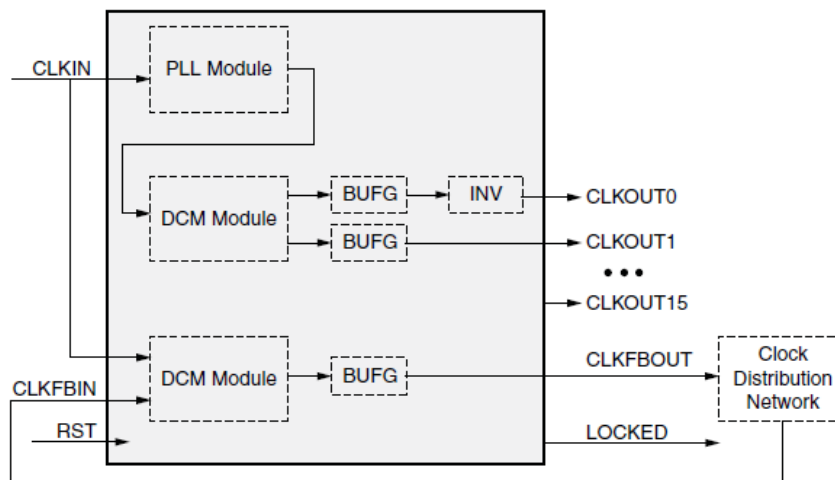 CLKIN
PLL Module
DCM Module
BUFG
INV
CLKOUT0
BUFG
CLKOUT1
•••
CLKOUT15
DCM Module
BUFG
CLKFBOUT
Clock
Distribution
Network
CLKFBIN
RST
LOCKED